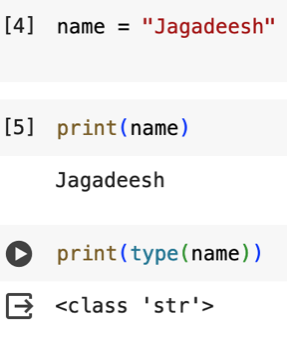 [4] name = "Jagadeesh"
[5] print(name)
Jagadeesh
print(type(name))
<class 'str'>